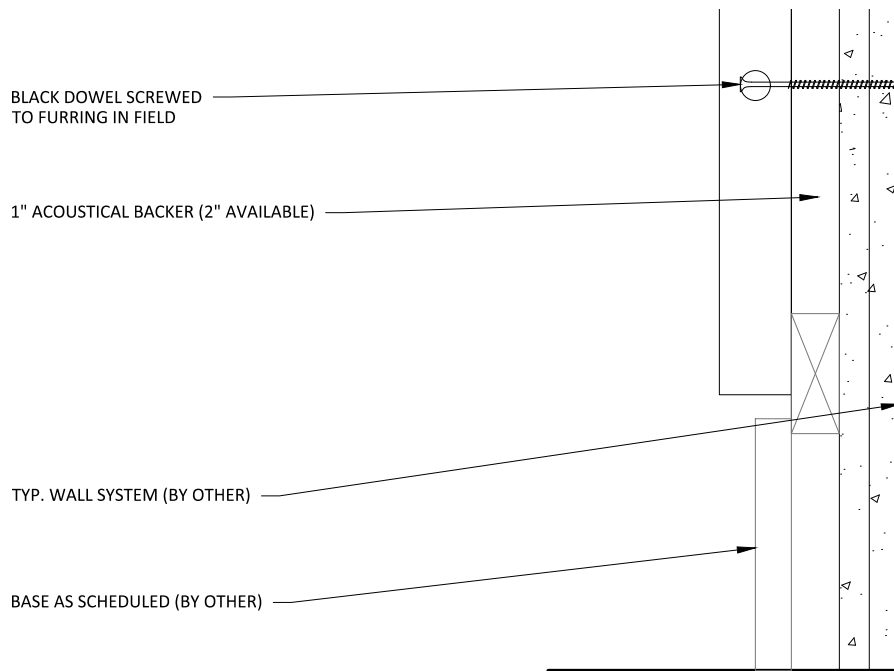 BLACK DOWEL SCREWED
TO FURRING IN FIELD
1" ACOUSTICAL BACKER (2" AVAILABLE)
TYP. WALL SYSTEM (BY OTHER)
BASE AS SCHEDULED (BY OTHER)